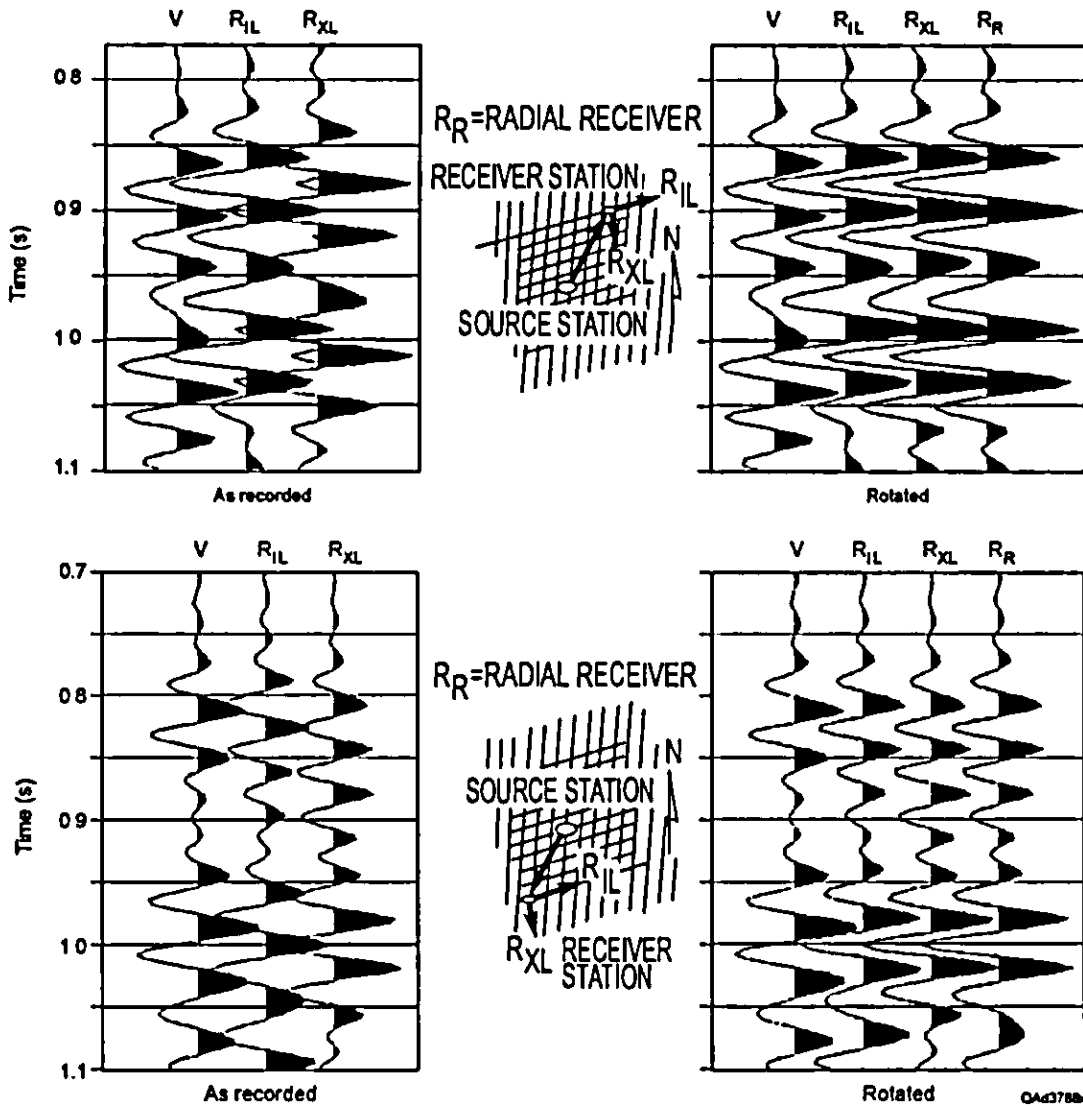 V R_IL R_XL
V R_IL R_XL R_R
0.8
0.9
1.0
1.1
Time (s)
R_R=RADIAL RECEIVER
RECEIVER STATION
R_IL
N
R_XL
SOURCE STATION
As recorded
Rotated
V R_IL R_XL
V R_IL R_XL R_R
0.7
0.8
0.9
1.0
1.1
Time (s)
R_R=RADIAL RECEIVER
N
SOURCE STATION
R_IL
R_XL RECEIVER
STATION
As recorded
Rotated